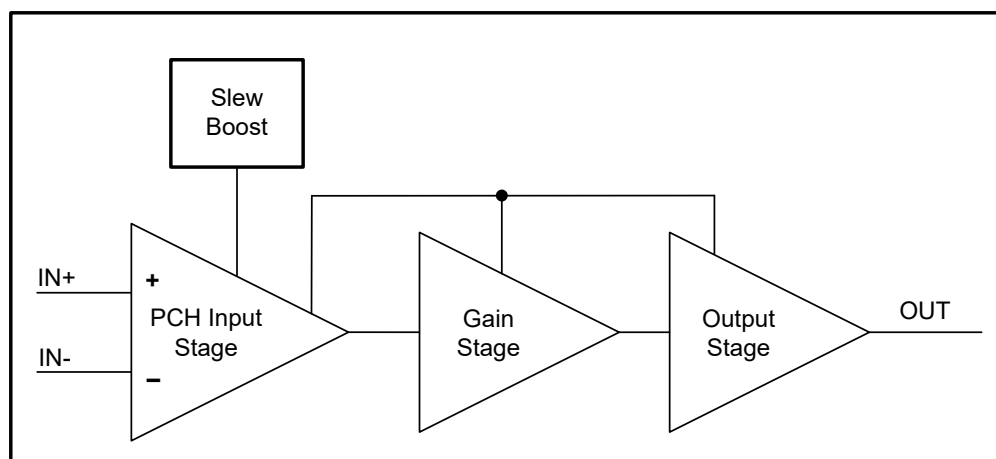 Slew
Boost
IN+
+
PCH Input
Stage
IN-
−
Gain
Stage
Output
Stage
OUT